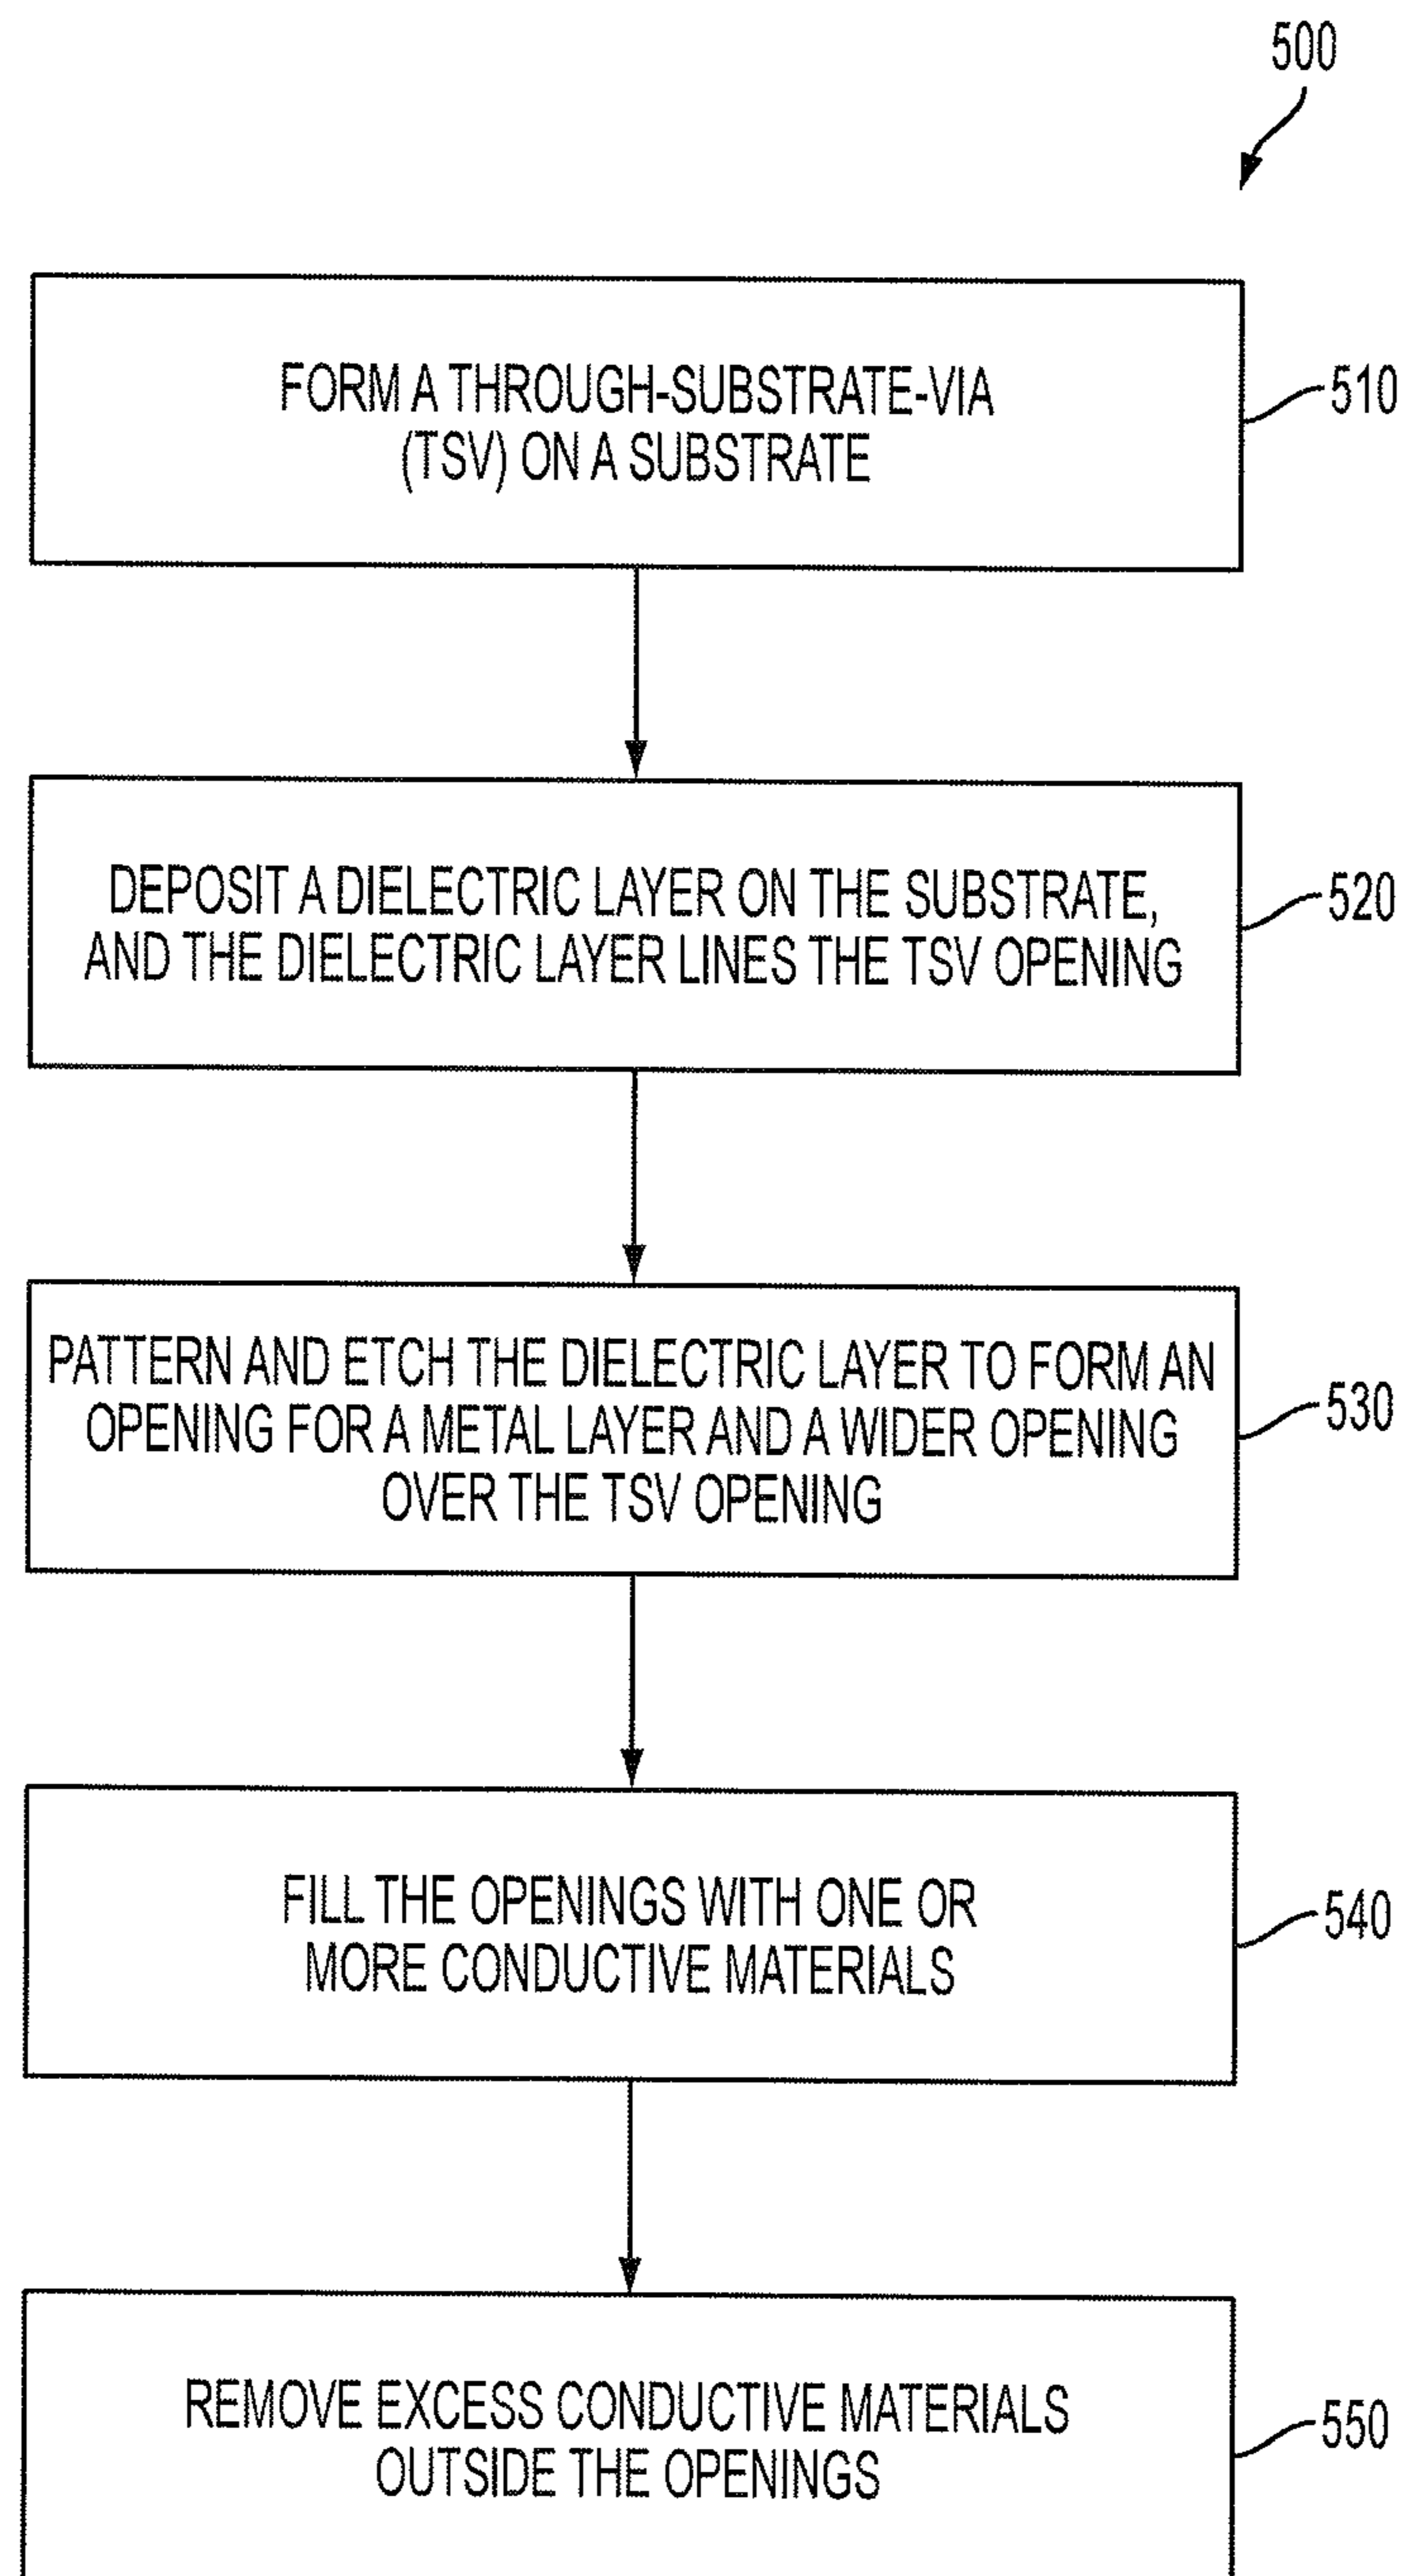 500
FORM A THROUGH-SUBSTRATE-VIA
(TSV) ON A SUBSTRATE
510
DEPOSIT A DIELECTRIC LAYER ON THE SUBSTRATE,
AND THE DIELECTRIC LAYER LINES THE TSV OPENING
520
PATTERN AND ETCH THE DIELECTRIC LAYER TO FORM AN
OPENING FOR A METAL LAYER AND A WIDER OPENING
OVER THE TSV OPENING
530
FILL THE OPENINGS WITH ONE OR
MORE CONDUCTIVE MATERIALS
540
REMOVE EXCESS CONDUCTIVE MATERIALS
OUTSIDE THE OPENINGS
550